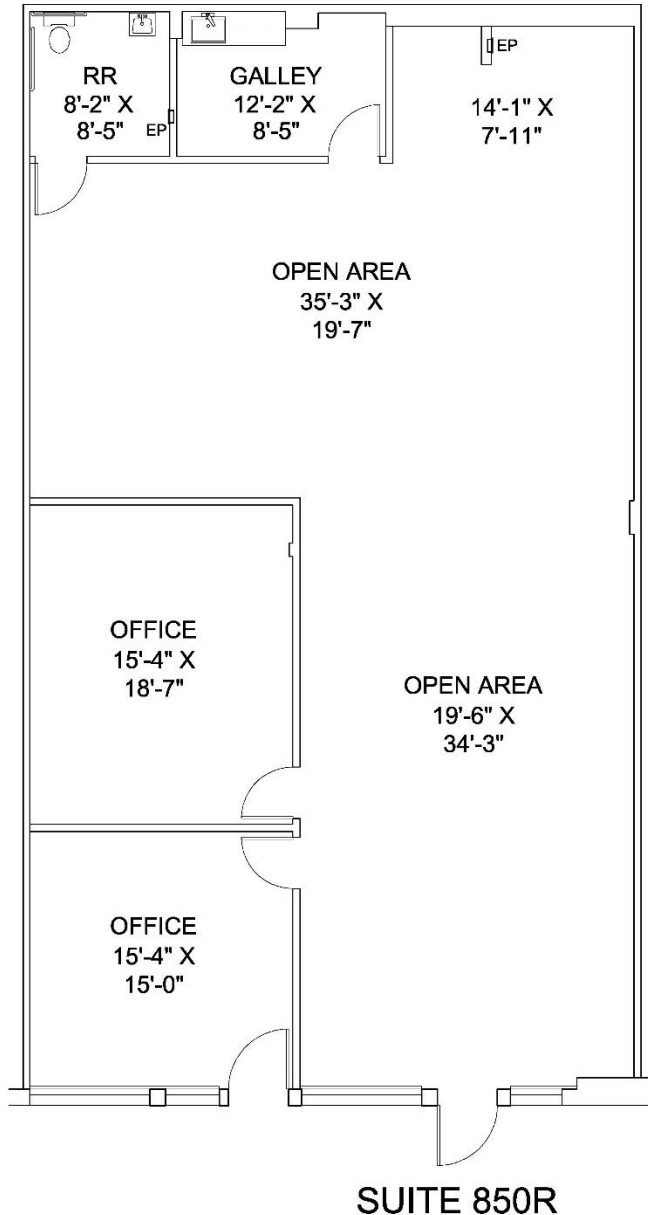 RR
8'-2" X
8'-5"
EP
GALLEY
12'-2" X
8'-5"
EP
14'-1" X
7'-11"
OPEN AREA
35'-3" X
19'-7"
OFFICE
15'-4" X
18'-7"
OPEN AREA
19'-6" X
34'-3"
OFFICE
15'-4" X
15'-0"
SUITE 850R